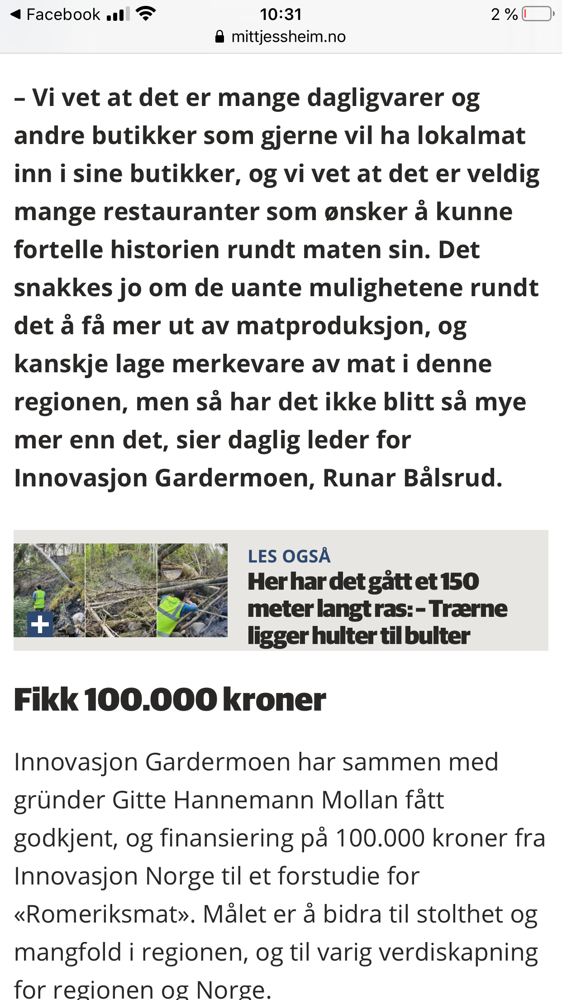 Facebook
10:31
2 %
mittjessheim.no
– Vi vet at det er mange dagligvarer og
andre butikker som gjerne vil ha lokalmat
inn i sine butikker, og vi vet at det er veldig
mange restauranter som ønsker å kunne
fortelle historien rundt maten sin. Det
snakkes jo om de uante mulighetene rundt
det å få mer ut av matproduksjon, og
kanskje lage merkevare av mat i denne
regionen, men så har det ikke blitt så mye
mer enn det, sier daglig leder for
Innovasjon Gardermoen, Runar Bålsrud.
LES OGSÅ
Her har det gått et 150
meter langt ras: – Trærne
ligger hulter til bulter
Fikk 100.000 kroner
Innovasjon Gardermoen har sammen med
gründer Gitte Hannemann Mollan fått
godkjent, og finansiering på 100.000 kroner fra
Innovasjon Norge til et forstudie for
«Romeriksmat». Målet er å bidra til stolthet og
mangfold i regionen, og til varig verdiskapning
for regionen og Norge.